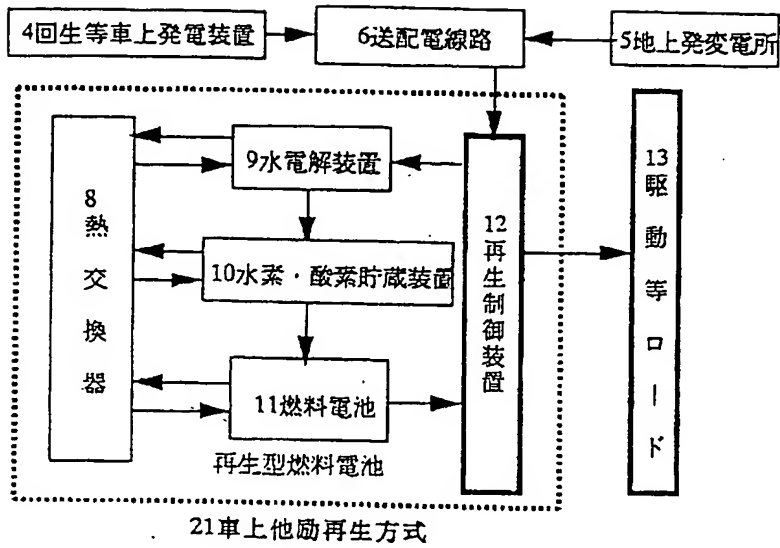 4回生等車上発電装置
6送配電線路
5地上発変電所
8熱交換器
9水電解装置
10水素・酸素貯蔵装置
11燃料電池
再生型燃料電池
12再生制御装置
13駆動等ロード
21車上他励再生方式